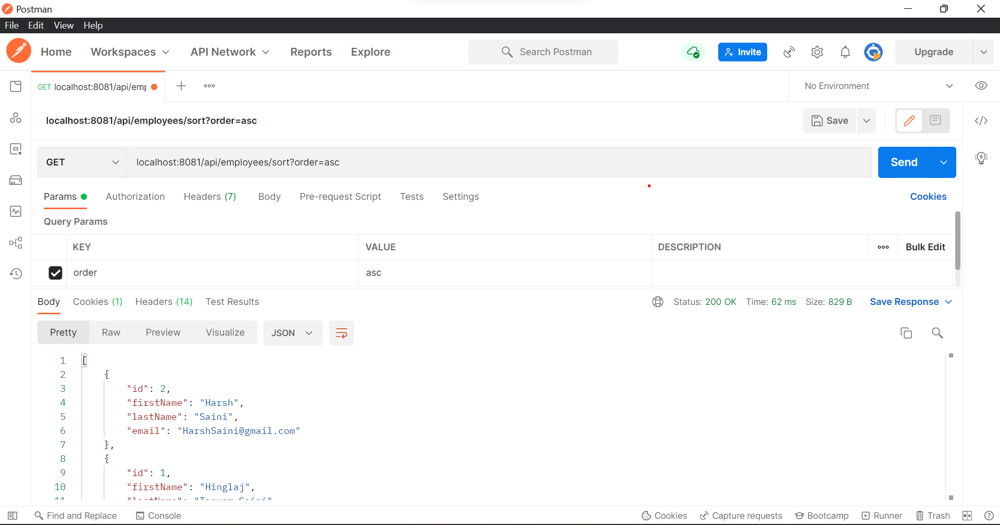 Postman
File Edit View Help
Home Workspaces API Network Reports Explore Search Postman Invite Upgrade
GET localhost:8081/api/emp No Environment
localhost:8081/api/employees/sort?order=asc Save
GET localhost:8081/api/employees/sort?order=asc Send
Params Authorization Headers (7) Body Pre-request Script Tests Settings Cookies
Query Params
KEY VALUE DESCRIPTION Bulk Edit
order asc
Body Cookies (1) Headers (14) Test Results Status: 200 OK Time: 62 ms Size: 829 B Save Response
Pretty Raw Preview Visualize JSON
1 [
2 {
3 "id": 2,
4 "firstName": "Harsh",
5 "lastName": "Saini",
6 "email": "HarshSaini@gmail.com"
7 },
8 {
9 "id": 1,
10 "firstName": "Hinglaj",
11 "lastName":
Find and Replace Console Cookies Capture requests Bootcamp Runner Trash